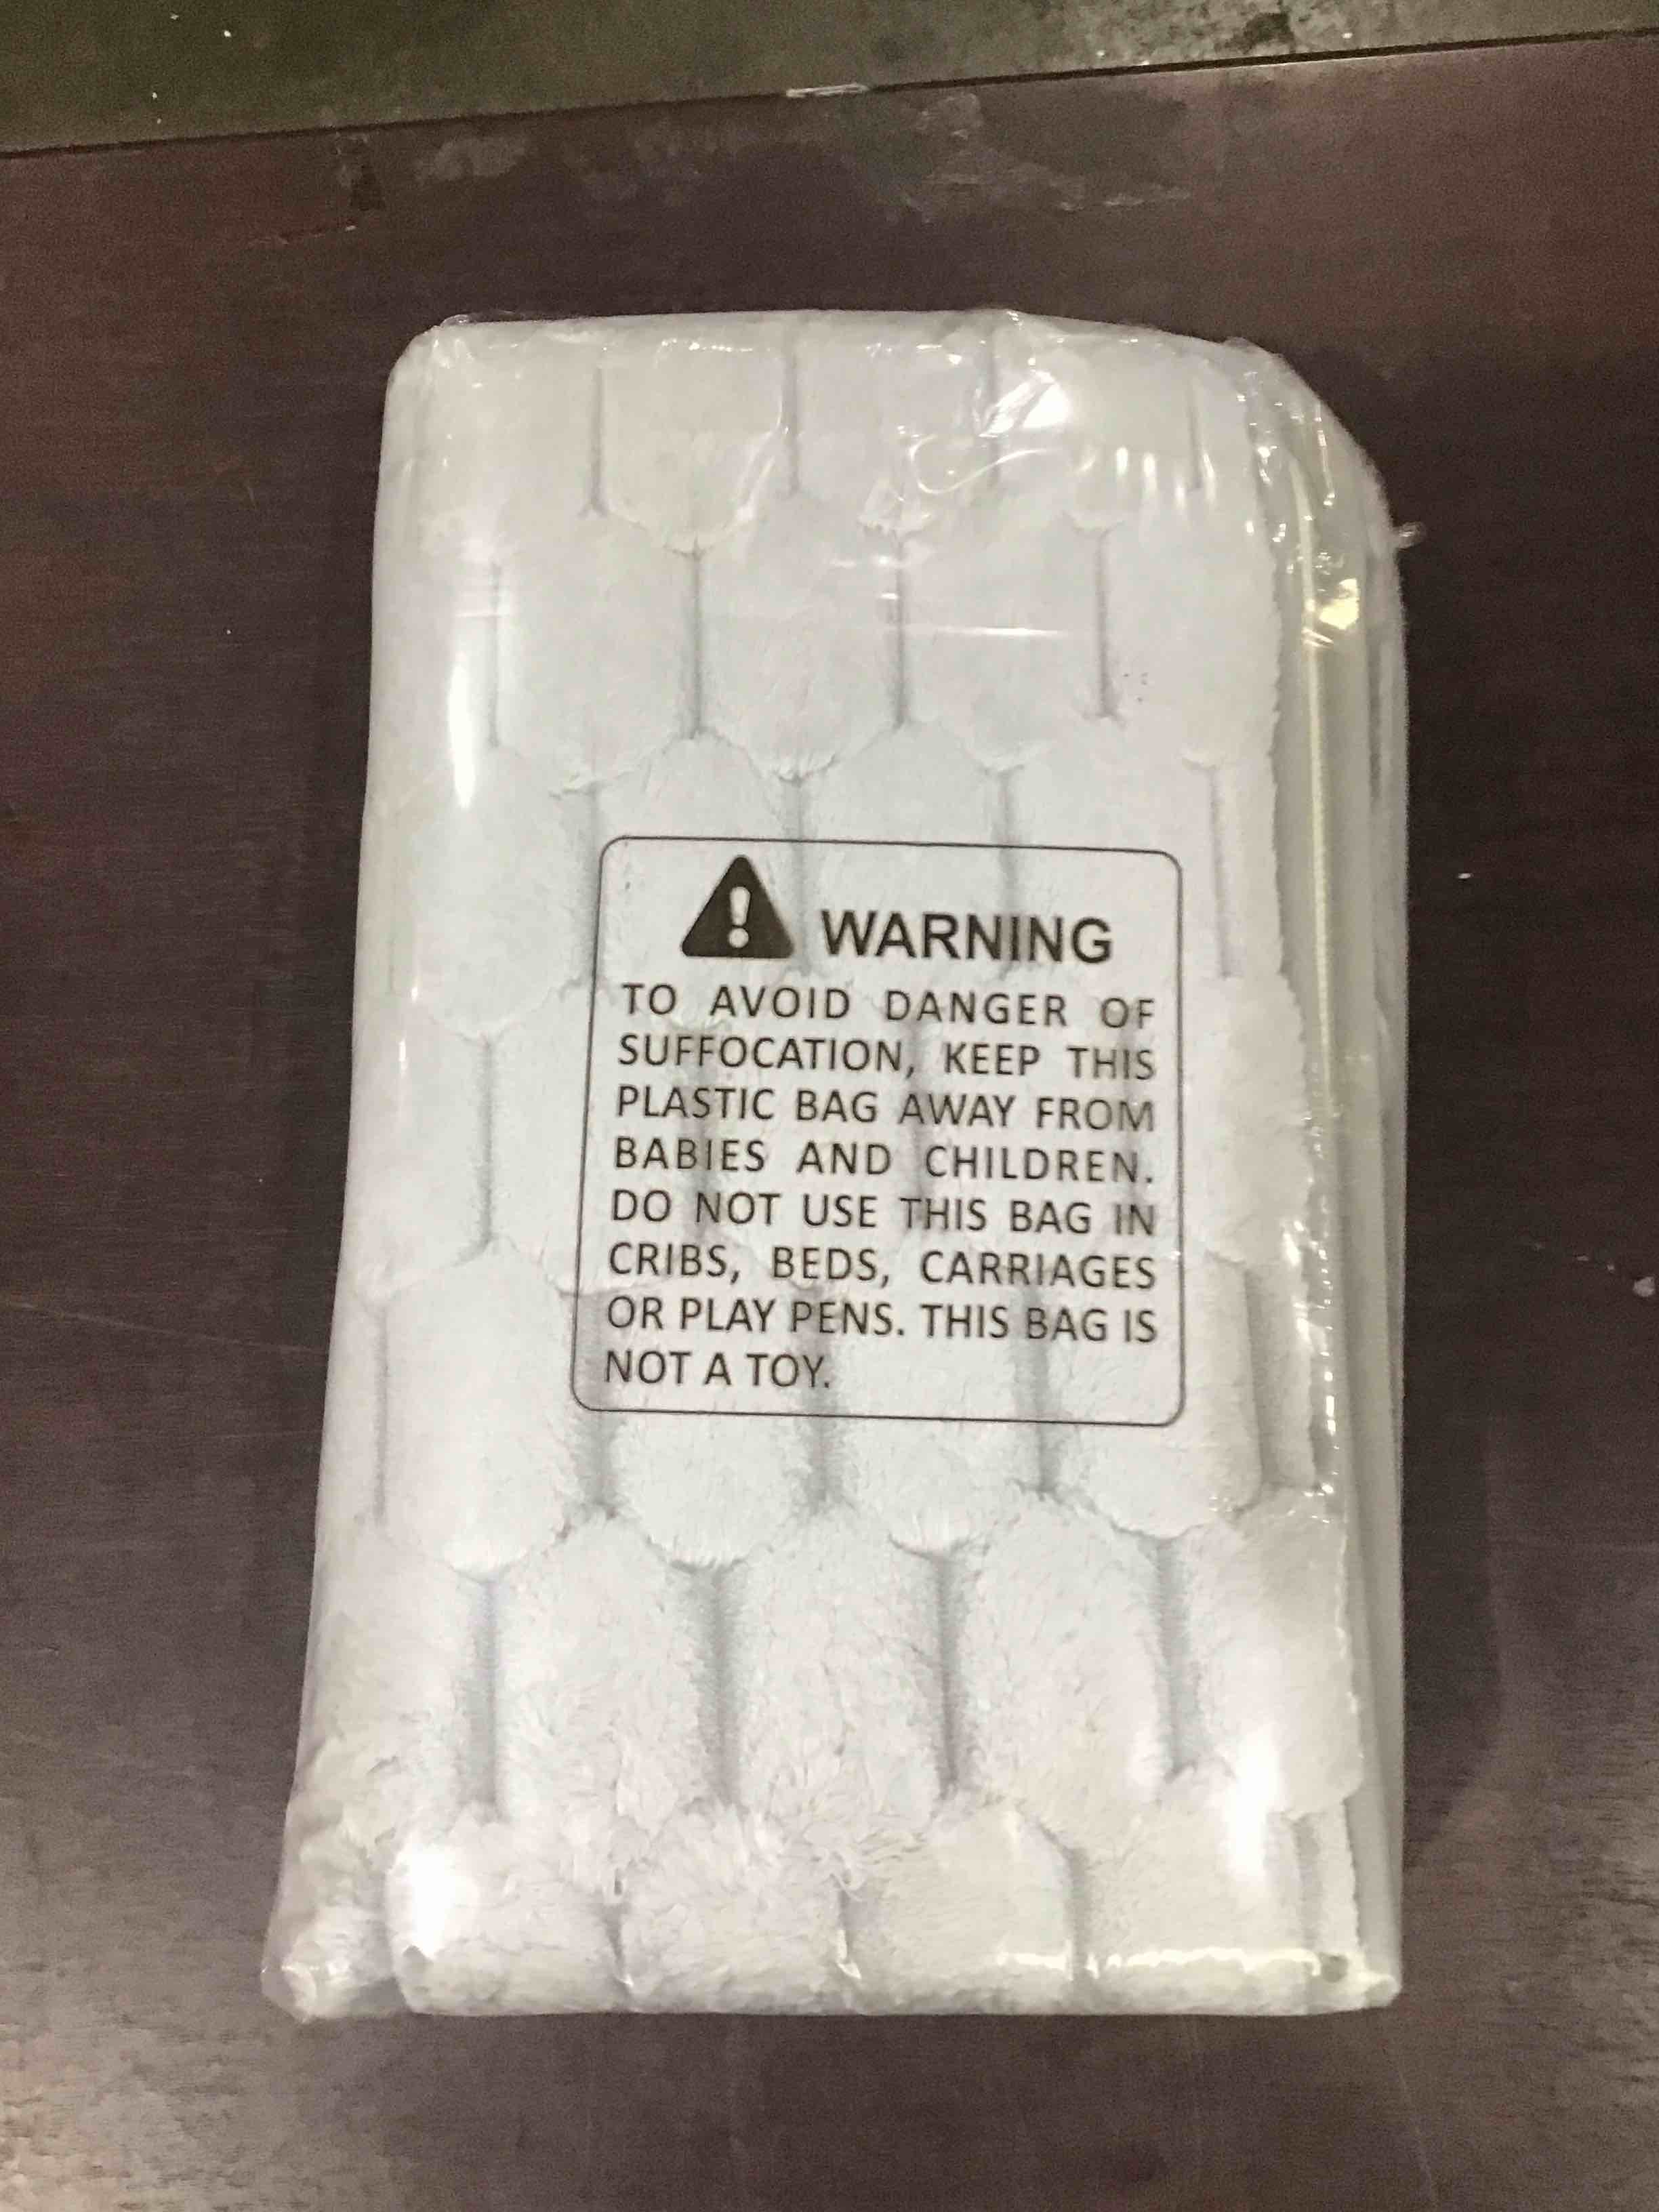 WARNING
TO AVOID DANGER OF
SUFFOCATION, KEEP THIS
PLASTIC BAG AWAY FROM
BABIES AND CHILDREN.
DO NOT USE THIS BAG IN
CRIBS, BEDS, CARRIAGES
OR PLAY PENS. THIS BAG IS
NOT A TOY.